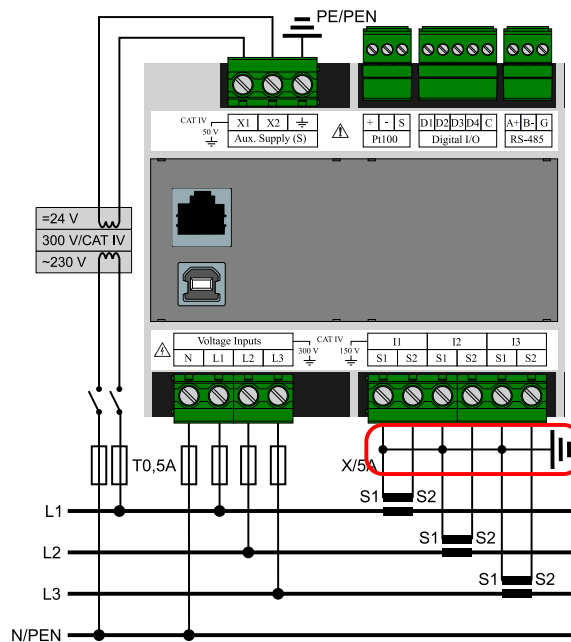 PE/PEN
CAT IV
50 V
X1 X2
Aux. Supply (S)
+ - S
Pt100
D1 D2 D3 D4 C
Digital I/O
A+ B- G
RS-485
=24 V
300 V/CAT IV
~230 V
Voltage Inputs
N L1 L2 L3
CAT IV
300 V
150 V
I1 I2 I3
S1 S2 S1 S2 S1 S2
T0,5A
X/5A
S1 S2
L1
S1 S2
L2
S1 S2
L3
N/PEN